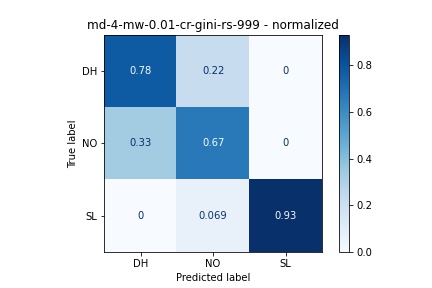 md-4-mw-0.01-cr-gini-rs-999 - normalized
DH 0.78 0.22 0
NO 0.33 0.67 0
SL 0 0.069 0.93
DH NO SL
Predicted label
True label
0.8
0.6
0.4
0.2
0.0